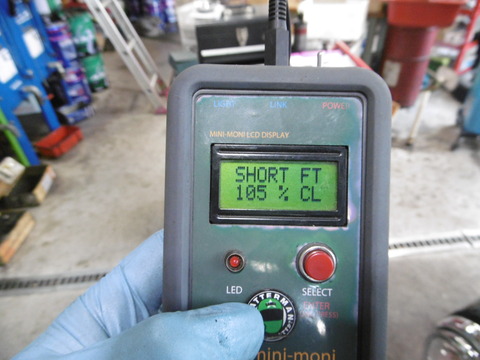 LIGHT LINK POWER
MINI-MONI LCD DISPLAY
SHORT FT
105 % CL
LED SELECT
mini-moni